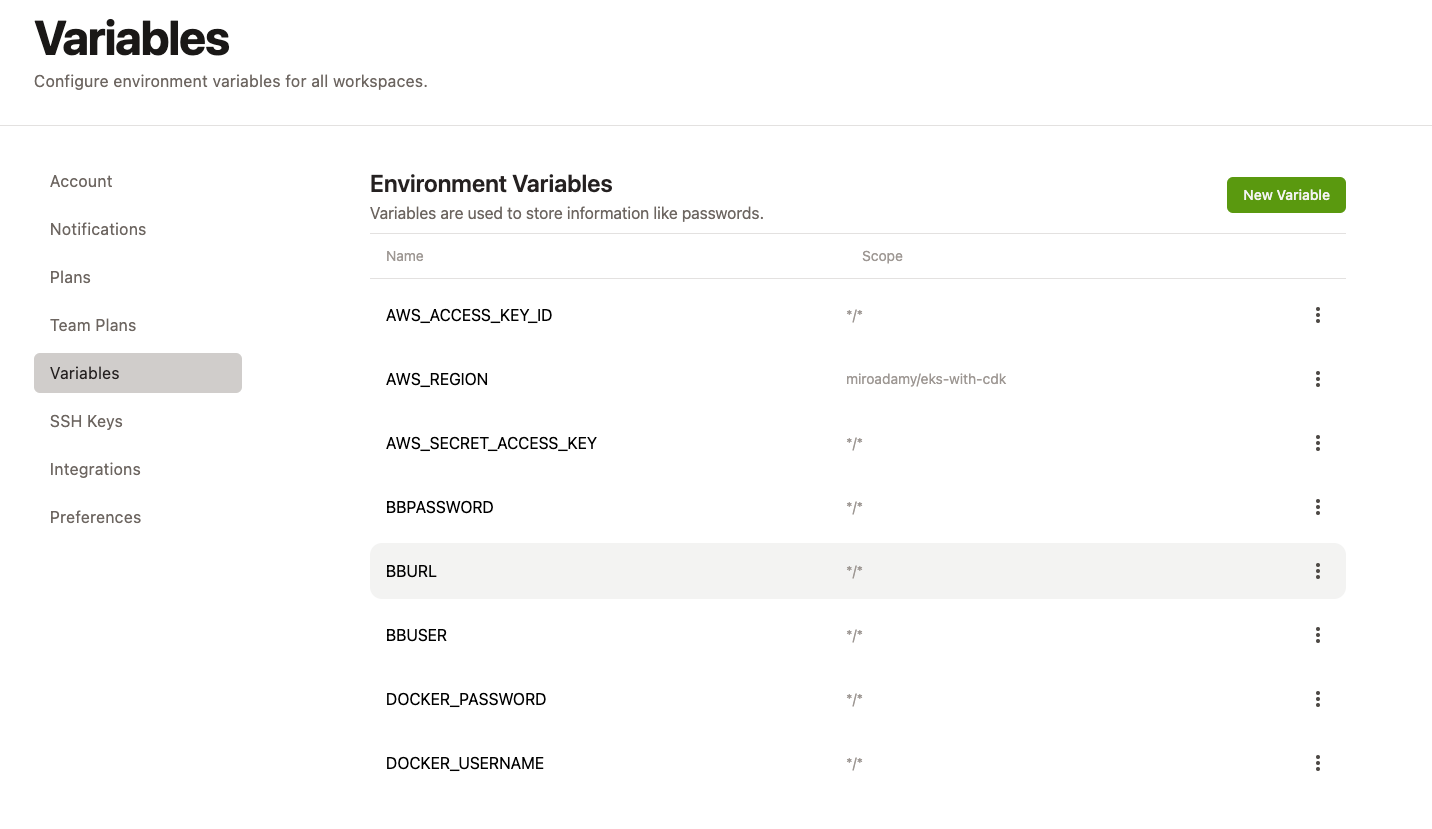 Variables
Configure environment variables for all workspaces.
Account
Notifications
Plans
Team Plans
Variables
SSH Keys
Integrations
Preferences
Environment Variables
Variables are used to store information like passwords.
New Variable
Name Scope
AWS_ACCESS_KEY_ID */*
AWS_REGION miroadamy/eks-with-cdk
AWS_SECRET_ACCESS_KEY */*
BBPASSWORD */*
BBURL */*
BBUSER */*
DOCKER_PASSWORD */*
DOCKER_USERNAME */*